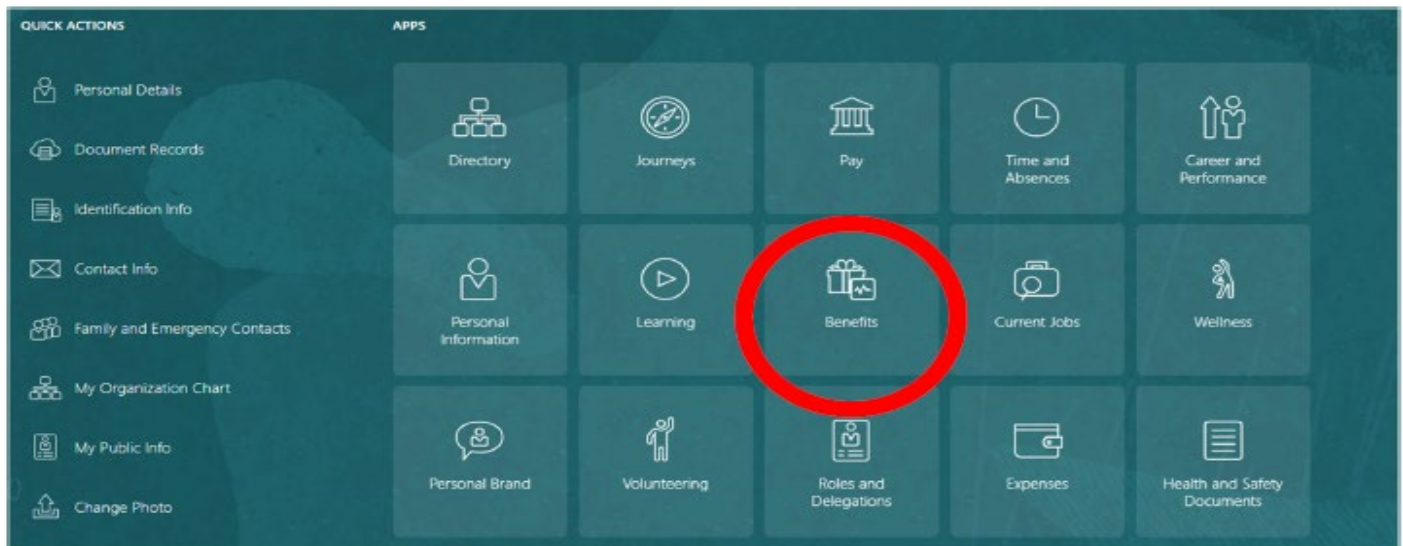 QUICK ACTIONS
Personal Details
Document Records
Identification Info
Contact Info
Family and Emergency Contacts
My Organization Chart
My Public Info
Change Photo
APPS
Directory
Journeys
Pay
Time and
Absences
Career and
Performance
Personal
Information
Learning
Benefits
Current Jobs
Wellness
Personal Brand
Volunteering
Roles and
Delegations
Expenses
Health and Safety
Documents